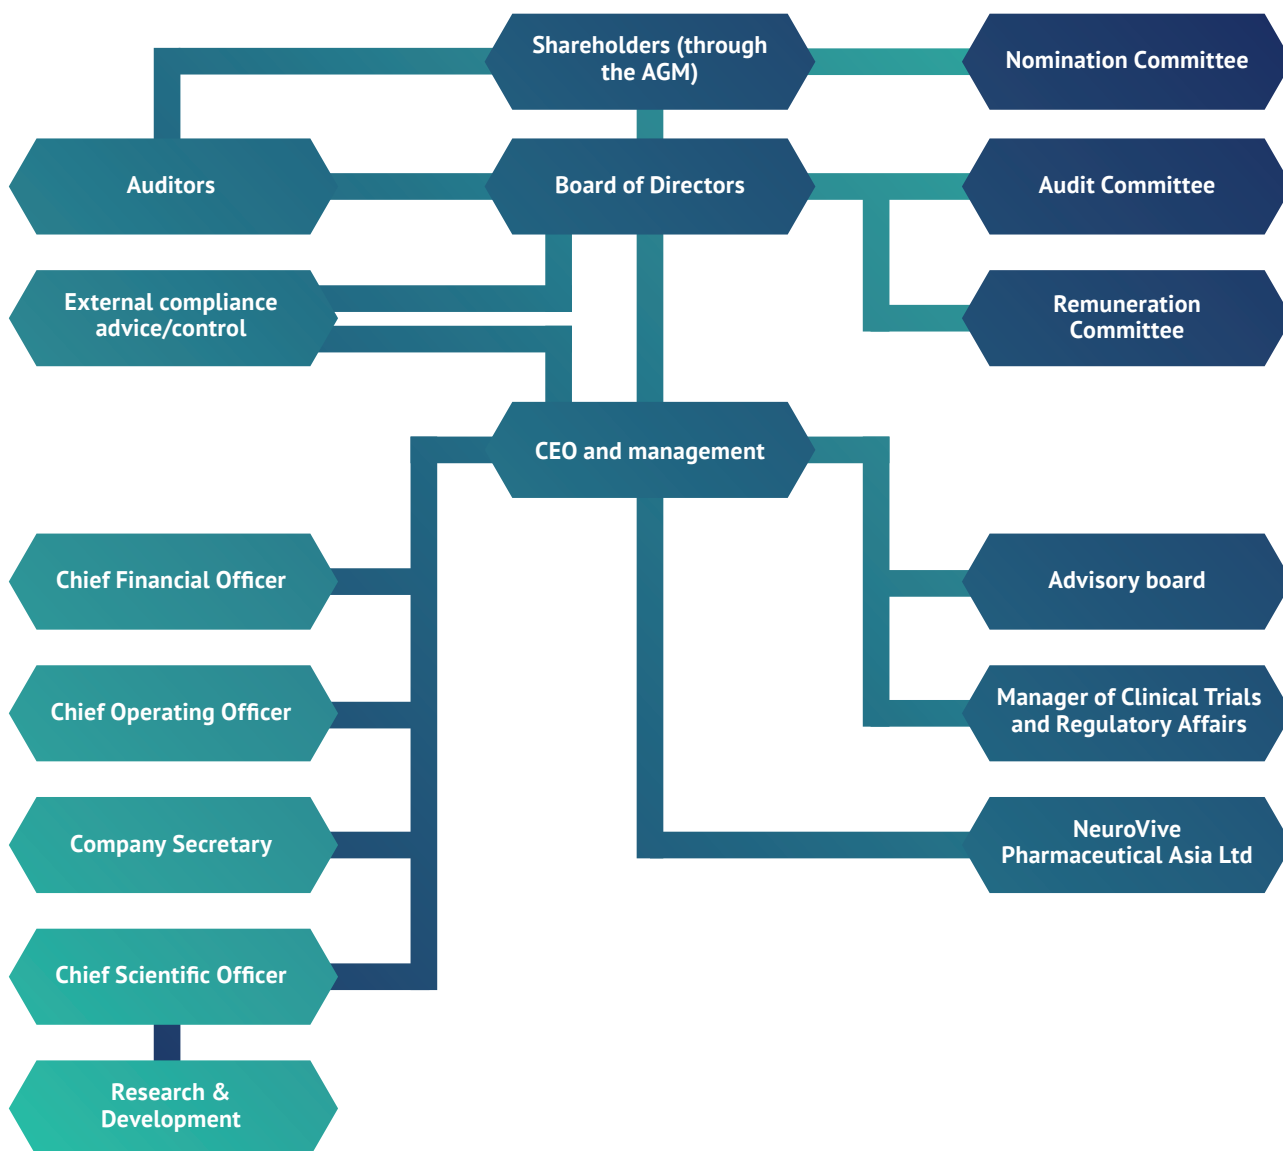 Shareholders (through
the AGM)
Nomination Committee
Auditors
Board of Directors
Audit Committee
External compliance
advice/control
Remuneration
Committee
CEO and management
Chief Financial Officer
Advisory board
Chief Operating Officer
Manager of Clinical Trials
and Regulatory Affairs
Company Secretary
NeuroVive
Pharmaceutical Asia Ltd
Chief Scientific Officer
Research &
Development